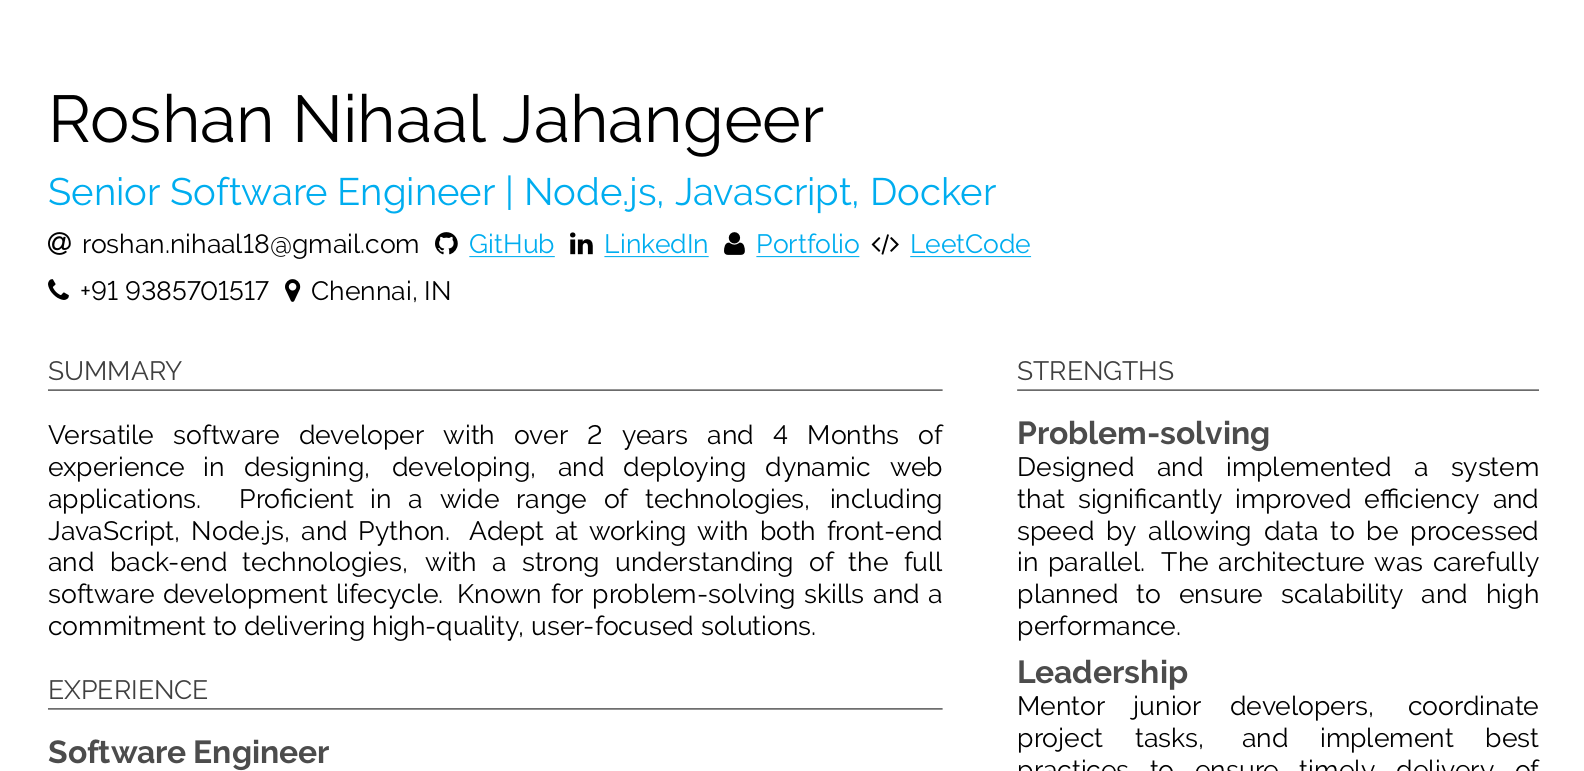 Roshan Nihaal Jahangeer
Senior Software Engineer | Node.js, Javascript, Docker
@ roshan.nihaal18@gmail.com GitHub in LinkedIn Portfolio </> LeetCode
+91 9385701517 Chennai, IN
SUMMARY
Versatile software developer with over 2 years and 4 Months of
experience in designing, developing, and deploying dynamic web
applications. Proficient in a wide range of technologies, including
JavaScript, Node.js, and Python. Adept at working with both front-end
and back-end technologies, with a strong understanding of the full
software development lifecycle. Known for problem-solving skills and a
commitment to delivering high-quality, user-focused solutions.
EXPERIENCE
Software Engineer
STRENGTHS
Problem-solving
Designed and implemented a system
that significantly improved efficiency and
speed by allowing data to be processed
in parallel. The architecture was carefully
planned to ensure scalability and high
performance.
Leadership
Mentor junior developers, coordinate
project tasks, and implement best
practices to ensure timely delivery of